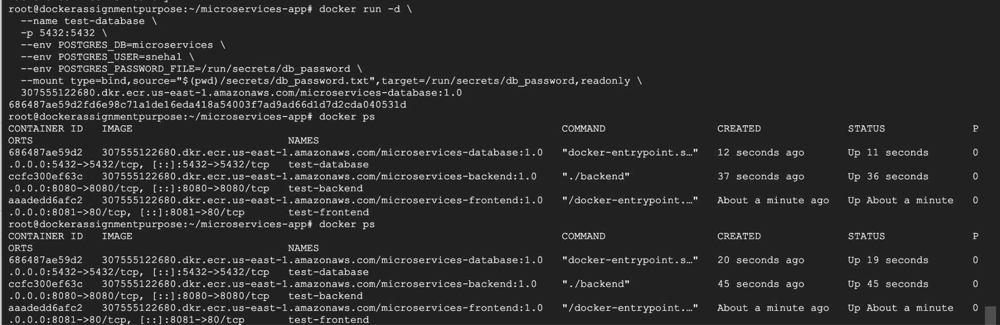 root@dockerassignmentpurpose:~/microservices-app# docker run -d \
  --name test-database \
  -p 5432:5432 \
  --env POSTGRES_DB=microservices \
  --env POSTGRES_USER=snehal \
  --env POSTGRES_PASSWORD_FILE=/run/secrets/db_password \
  --mount type=bind,source="$(pwd)/secrets/db_password.txt",target=/run/secrets/db_password,readonly \
  307555122680.dkr.ecr.us-east-1.amazonaws.com/microservices-database:1.0
686487ae59d2fd6e98c71a1de16eda418a54003f7ad9ad66d1d7d2cda040531d
root@dockerassignmentpurpose:~/microservices-app# docker ps
CONTAINER ID   IMAGE                                                                     COMMAND                  CREATED              STATUS              P
ORTS                                         NAMES
686487ae59d2   307555122680.dkr.ecr.us-east-1.amazonaws.com/microservices-database:1.0   "docker-entrypoint.s…"   12 seconds ago       Up 11 seconds       0
.0.0.0:5432->5432/tcp, [::]:5432->5432/tcp   test-database
ccfc300ef63c   307555122680.dkr.ecr.us-east-1.amazonaws.com/microservices-backend:1.0    "./backend"              37 seconds ago       Up 36 seconds       0
.0.0.0:8080->8080/tcp, [::]:8080->8080/tcp   test-backend
aaadedd6afc2   307555122680.dkr.ecr.us-east-1.amazonaws.com/microservices-frontend:1.0   "/docker-entrypoint.…"   About a minute ago   Up About a minute   0
.0.0.0:8081->80/tcp, [::]:8081->80/tcp       test-frontend
root@dockerassignmentpurpose:~/microservices-app# docker ps
CONTAINER ID   IMAGE                                                                     COMMAND                  CREATED              STATUS              P
ORTS                                         NAMES
686487ae59d2   307555122680.dkr.ecr.us-east-1.amazonaws.com/microservices-database:1.0   "docker-entrypoint.s…"   20 seconds ago       Up 19 seconds       0
.0.0.0:5432->5432/tcp, [::]:5432->5432/tcp   test-database
ccfc300ef63c   307555122680.dkr.ecr.us-east-1.amazonaws.com/microservices-backend:1.0    "./backend"              45 seconds ago       Up 45 seconds       0
.0.0.0:8080->8080/tcp, [::]:8080->8080/tcp   test-backend
aaadedd6afc2   307555122680.dkr.ecr.us-east-1.amazonaws.com/microservices-frontend:1.0   "/docker-entrypoint.…"   About a minute ago   Up About a minute   0
.0.0.0:8081->80/tcp, [::]:8081->80/tcp       test-frontend